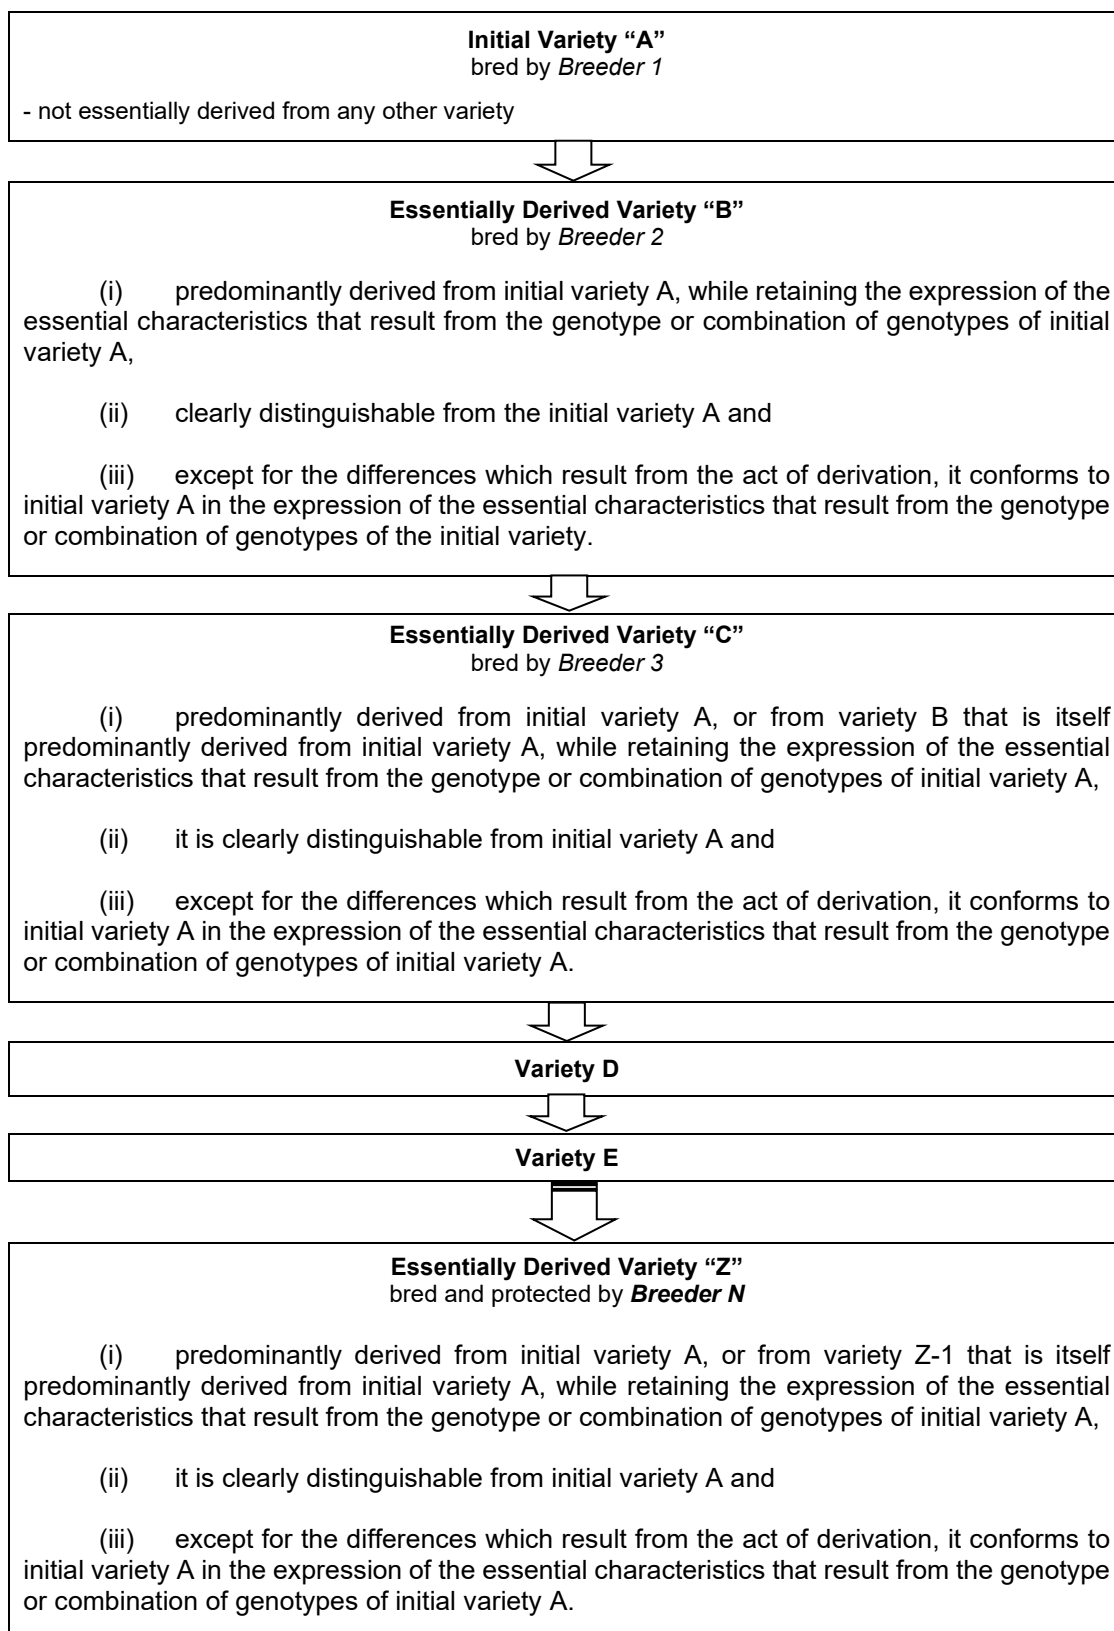 Initial Variety “A”
bred by Breeder 1
- not essentially derived from any other variety
Essentially Derived Variety “B”
bred by Breeder 2
(i) predominantly derived from initial variety A, while retaining the expression of the
essential characteristics that result from the genotype or combination of genotypes of initial
variety A,
(ii) clearly distinguishable from the initial variety A and
(iii) except for the differences which result from the act of derivation, it conforms to
initial variety A in the expression of the essential characteristics that result from the genotype
or combination of genotypes of the initial variety.
Essentially Derived Variety “C”
bred by Breeder 3
(i) predominantly derived from initial variety A, or from variety B that is itself
predominantly derived from initial variety A, while retaining the expression of the essential
characteristics that result from the genotype or combination of genotypes of initial variety A,
(ii) it is clearly distinguishable from initial variety A and
(iii) except for the differences which result from the act of derivation, it conforms to
initial variety A in the expression of the essential characteristics that result from the genotype
or combination of genotypes of initial variety A.
Variety D
Variety E
Essentially Derived Variety “Z”
bred and protected by Breeder N
(i) predominantly derived from initial variety A, or from variety Z-1 that is itself
predominantly derived from initial variety A, while retaining the expression of the essential
characteristics that result from the genotype or combination of genotypes of initial variety A,
(ii) it is clearly distinguishable from initial variety A and
(iii) except for the differences which result from the act of derivation, it conforms to
initial variety A in the expression of the essential characteristics that result from the genotype
or combination of genotypes of initial variety A.